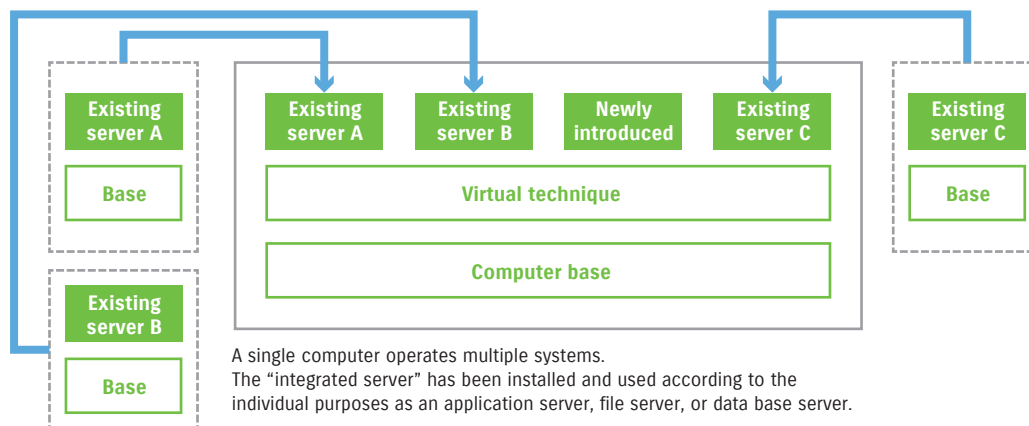 Existing
server A
Base
Existing
server B
Base
Existing
server A
Existing
server B
Newly
introduced
Existing
server C
Virtual technique
Computer base
Existing
server C
Base
A single computer operates multiple systems.
The “integrated server” has been installed and used according to the
individual purposes as an application server, file server, or data base server.